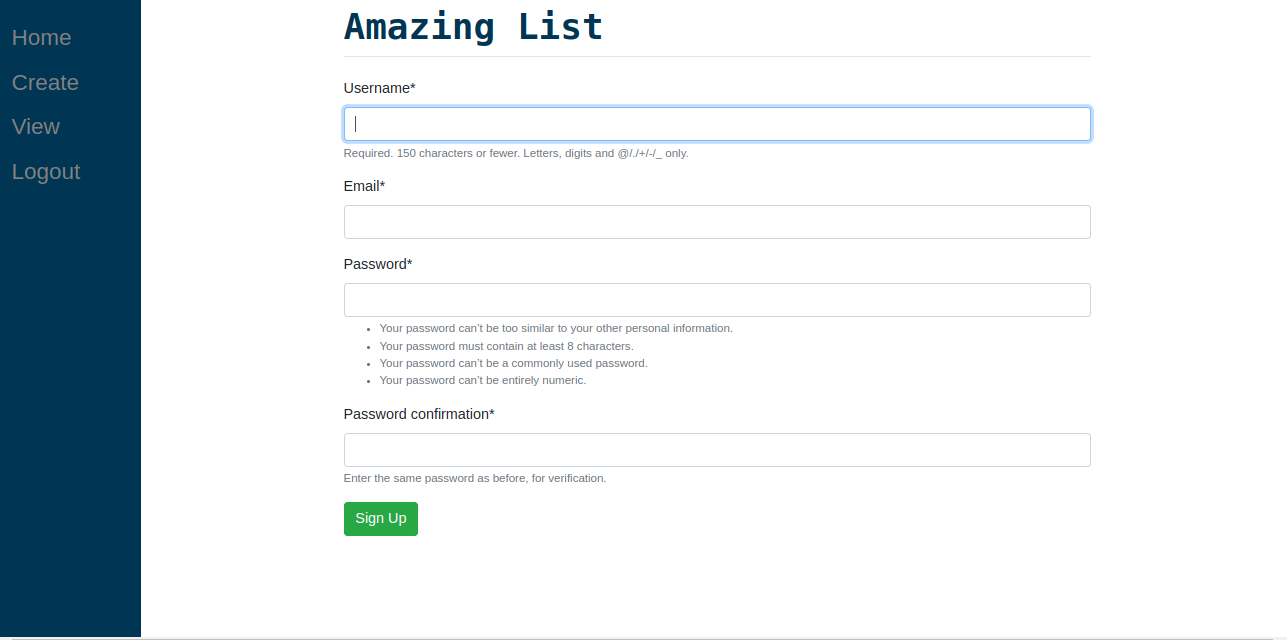 Home
Create
View
Logout
Amazing List
Username*
Required. 150 characters or fewer. Letters, digits and @/./+/-/_ only.
Email*
Password*
Your password can’t be too similar to your other personal information.
Your password must contain at least 8 characters.
Your password can’t be a commonly used password.
Your password can’t be entirely numeric.
Password confirmation*
Enter the same password as before, for verification.
Sign Up